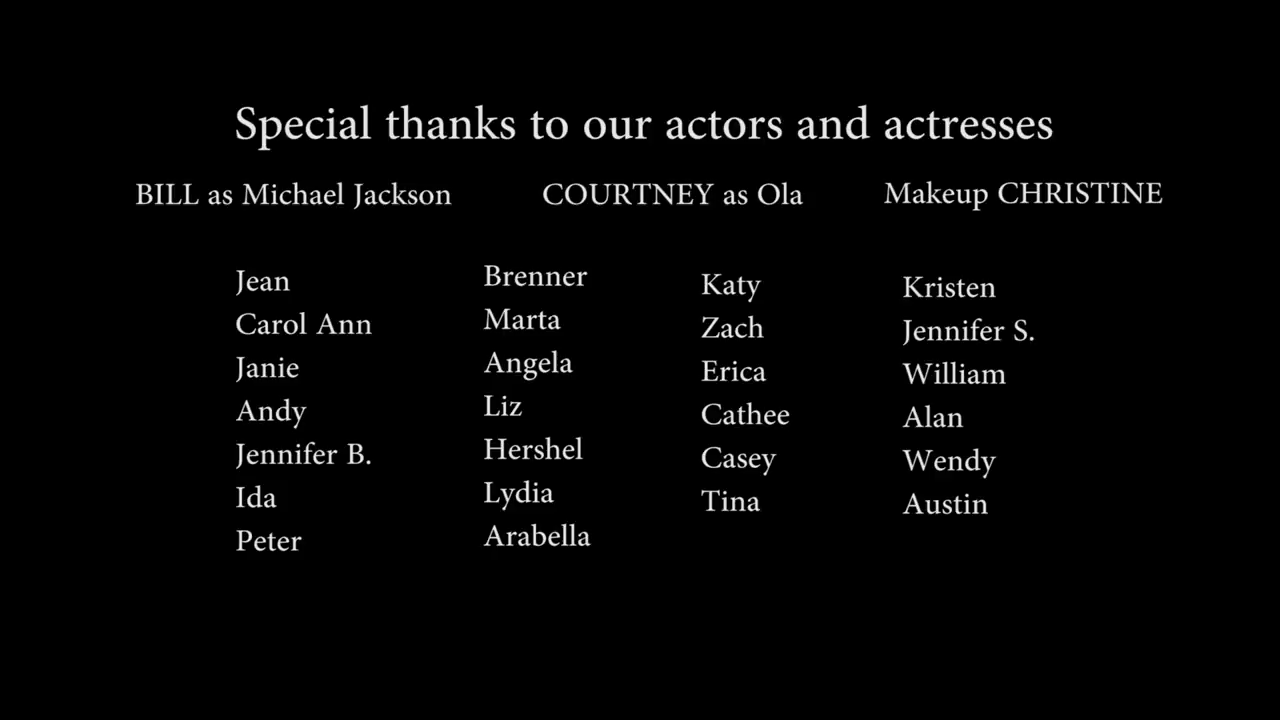 Special thanks to our actors and actresses
BILL as Michael Jackson
COURTNEY as Ola
Makeup CHRISTINE
Jean
Carol Ann
Janie
Andy
Jennifer B.
Ida
Peter
Brenner
Marta
Angela
Liz
Hershel
Lydia
Arabella
Katy
Zach
Erica
Cathee
Casey
Tina
Kristen
Jennifer S.
William
Alan
Wendy
Austin